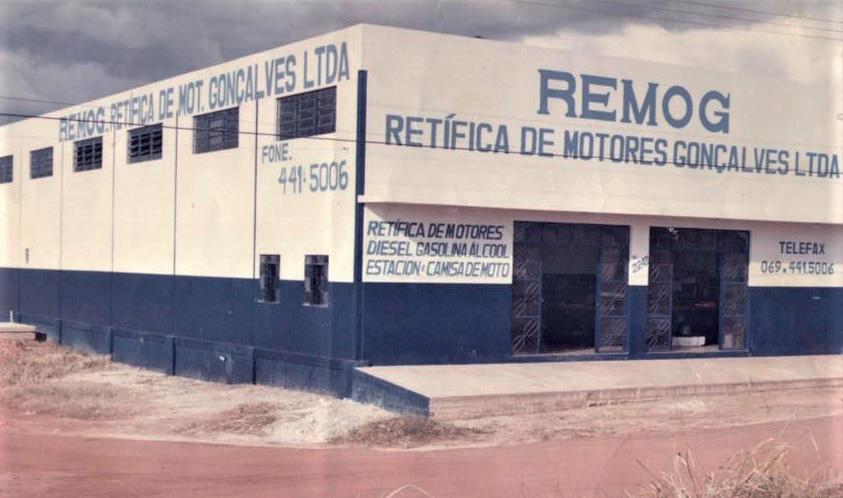 REMOG. RETÍFICA DE MOT. GONÇALVES LTDA
FONE.
441-5006
REMOG
RETÍFICA DE MOTORES GONÇALVES LTDA
RETÍFICA DE MOTORES
DIESEL GASOLINA ÁLCOOL
ESTACION. CAMISA DE MOTO
TELEFAX
069.4415006